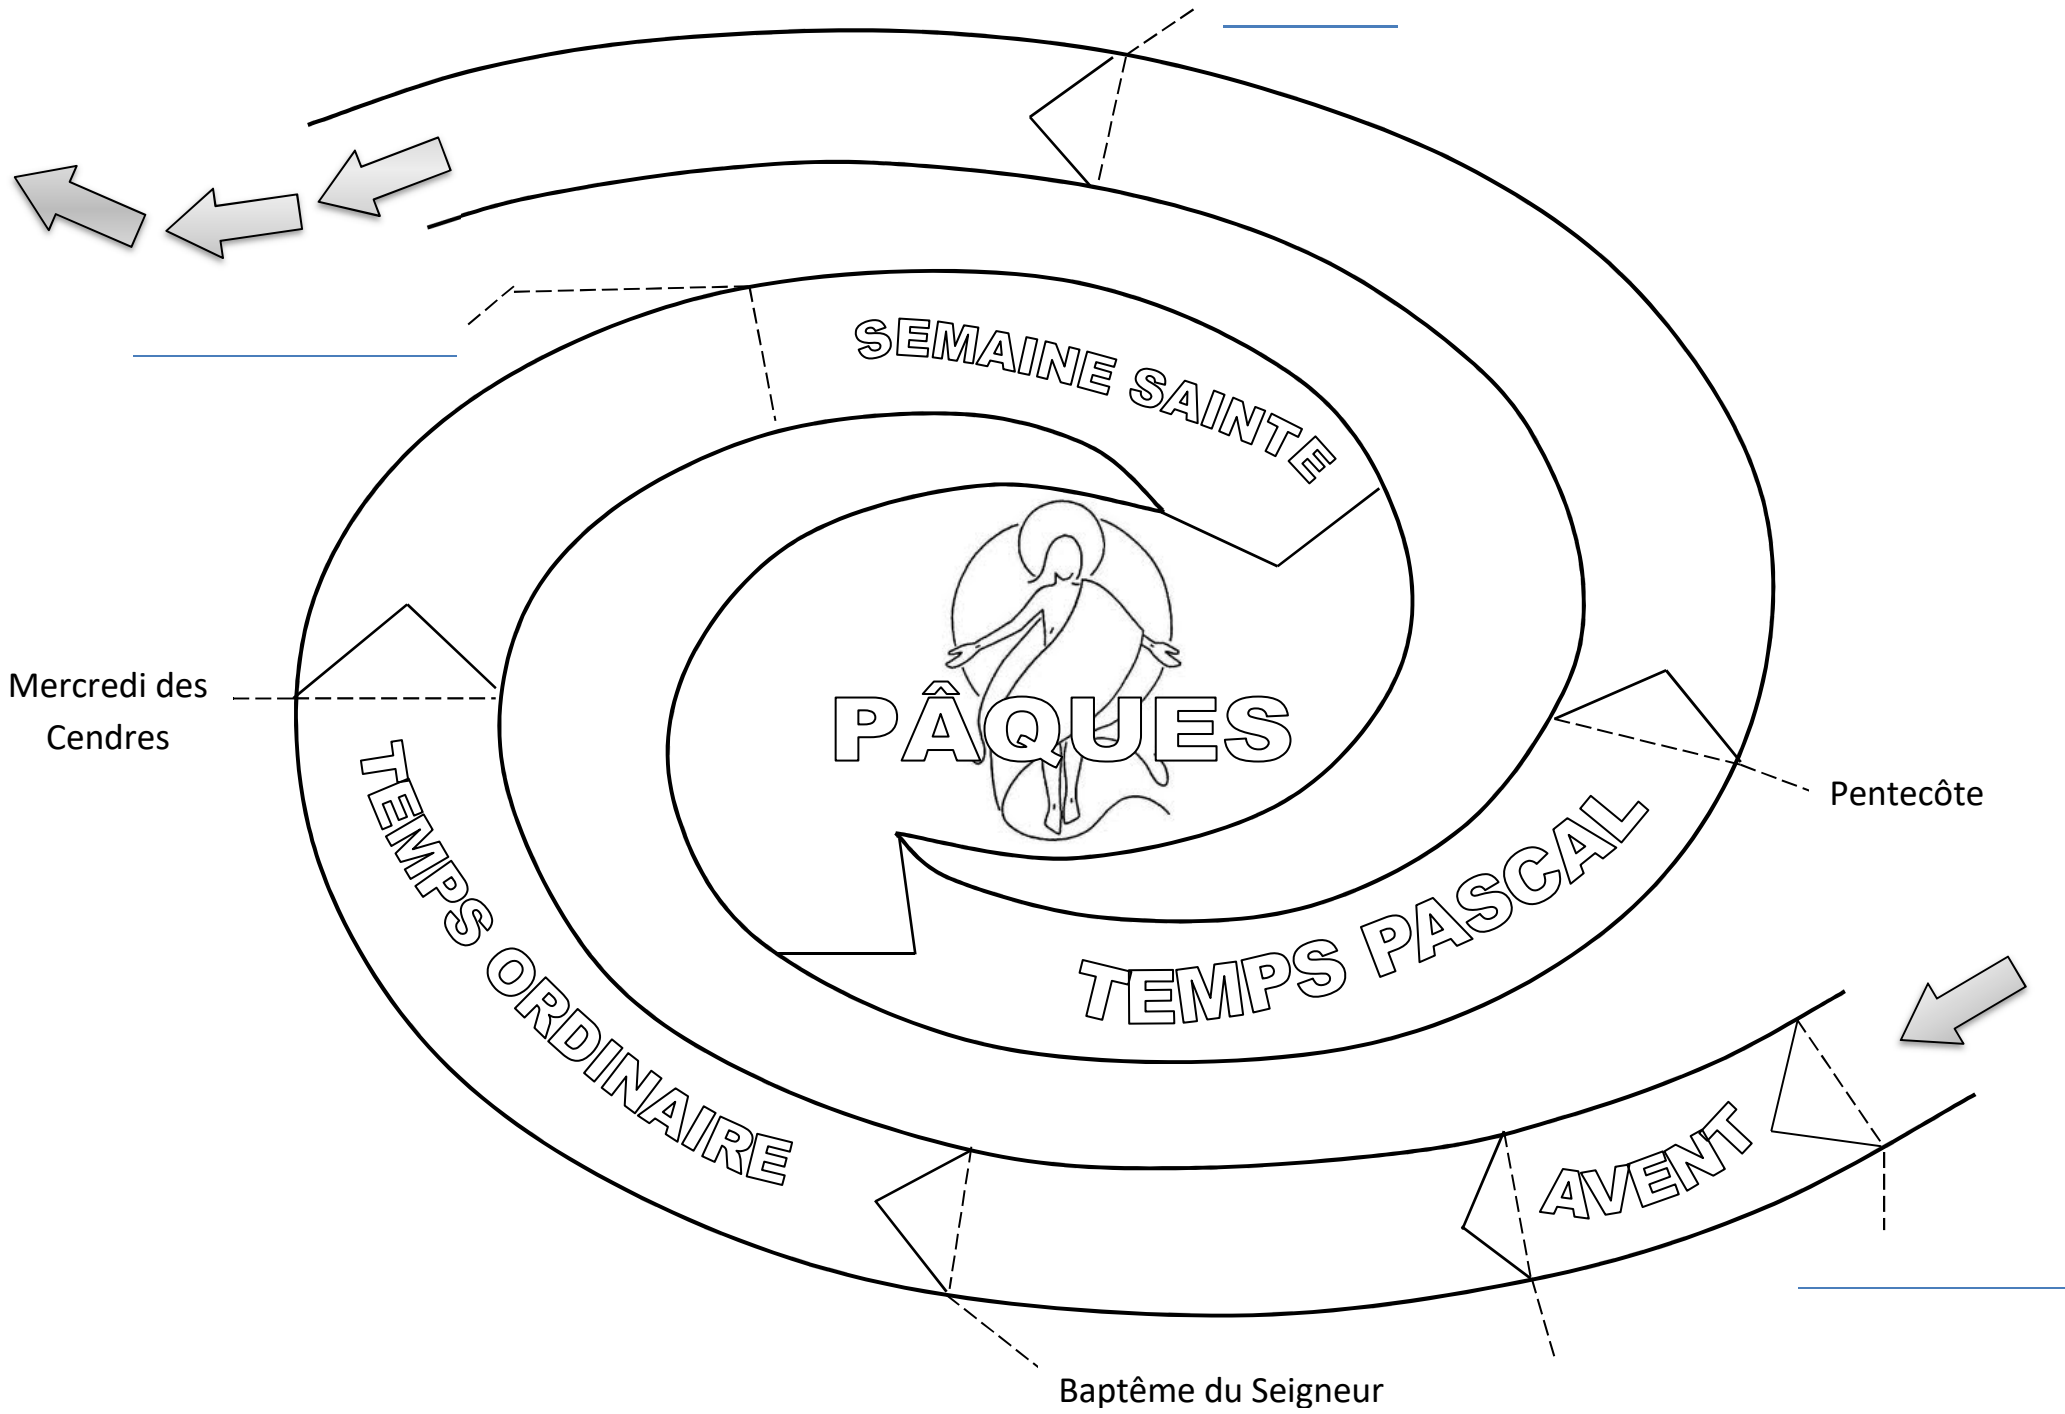 SEMAINE SAINTE
Mercredi des
Cendres
PÂQUES
Pentecôte
TEMPS ORDINAIRE
TEMPS PASCAL
AVENT
Baptême du Seigneur